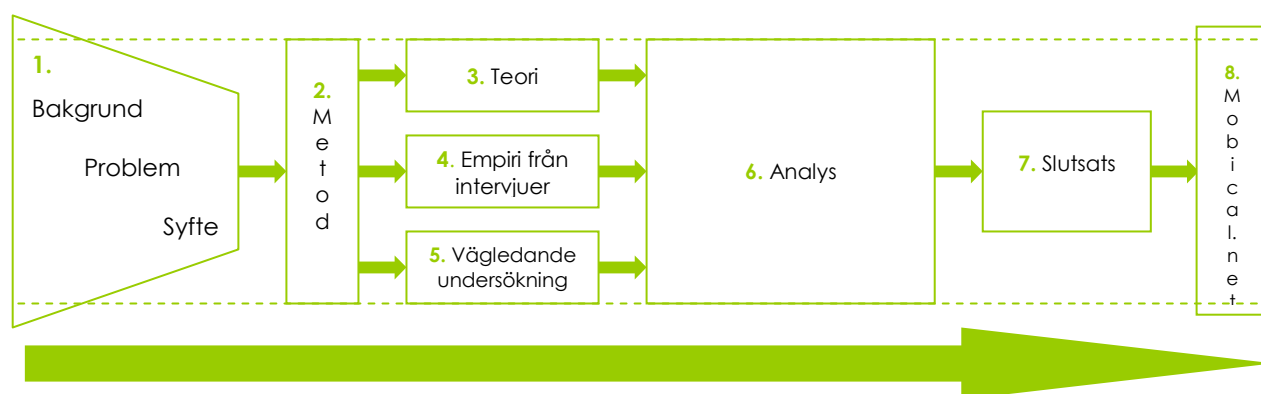 1.
Bakgrund
Problem
Syfte
2.
M
e
t
o
d
3. Teori
4. Empiri från
intervjuer
5. Vägledande
undersökning
6. Analys
7. Slutsats
8.
M
o
b
i
c
a
l.
n
e
t